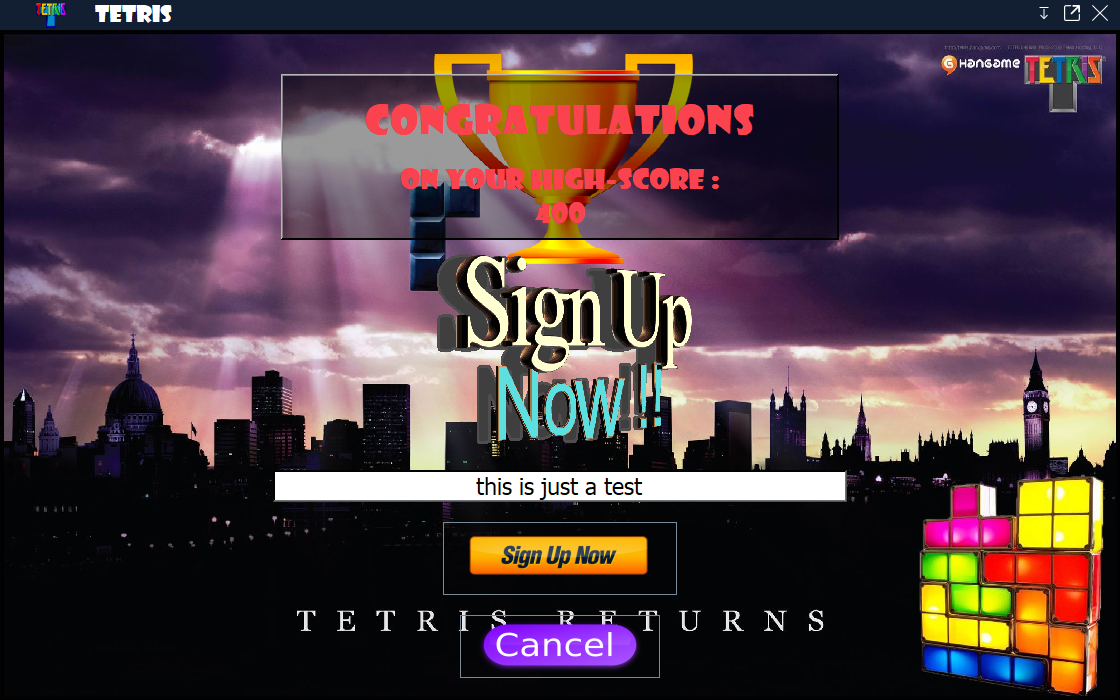 TETRIS
TETRIS
Hangame
TETRIS
CONGRATULATIONS
ON YOUR HIGH-SCORE :
400
Sign Up
Now !!
this is just a test
Sign Up Now
TETRIS RETURNS
Cancel